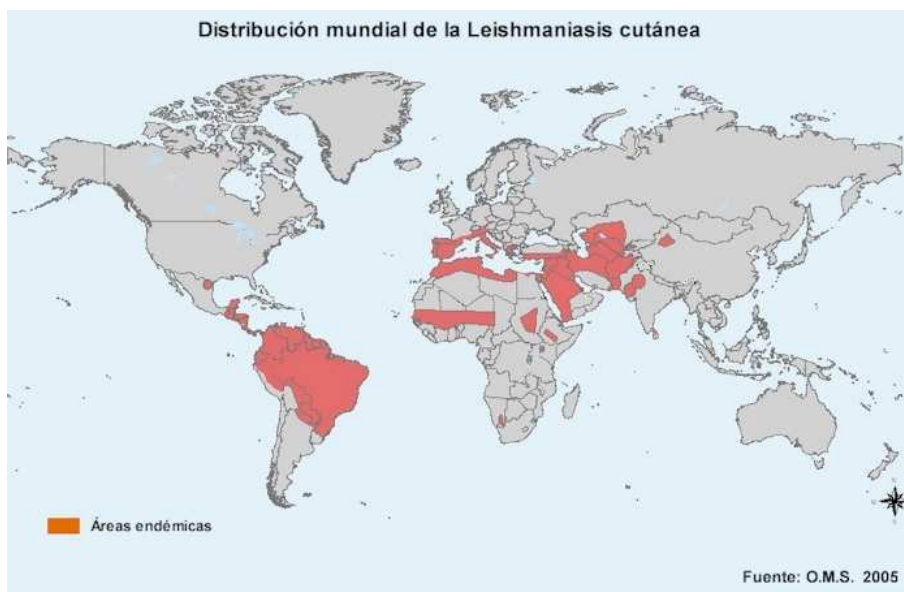 Distribución mundial de la Leishmaniasis cutánea
Áreas endémicas
Fuente: O.M.S. 2005